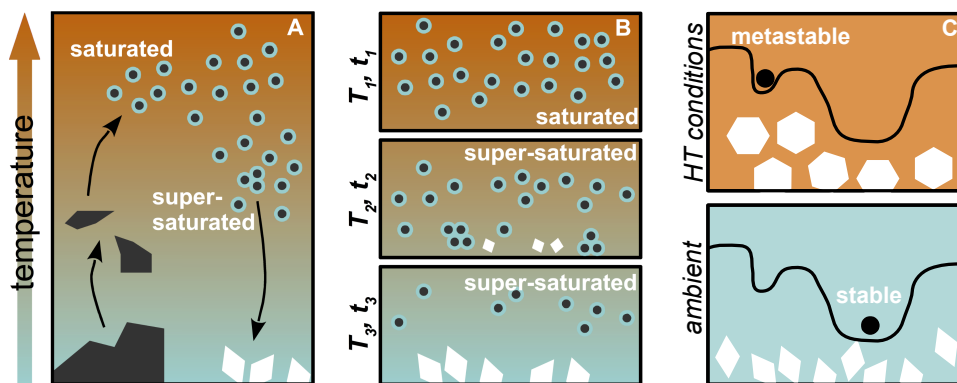 temperature
A
saturated
super-
saturated
B
T1, t1
saturated
super-saturated
T2, t2
super-saturated
T3, t3
C
metastable
HT conditions
stable
ambient